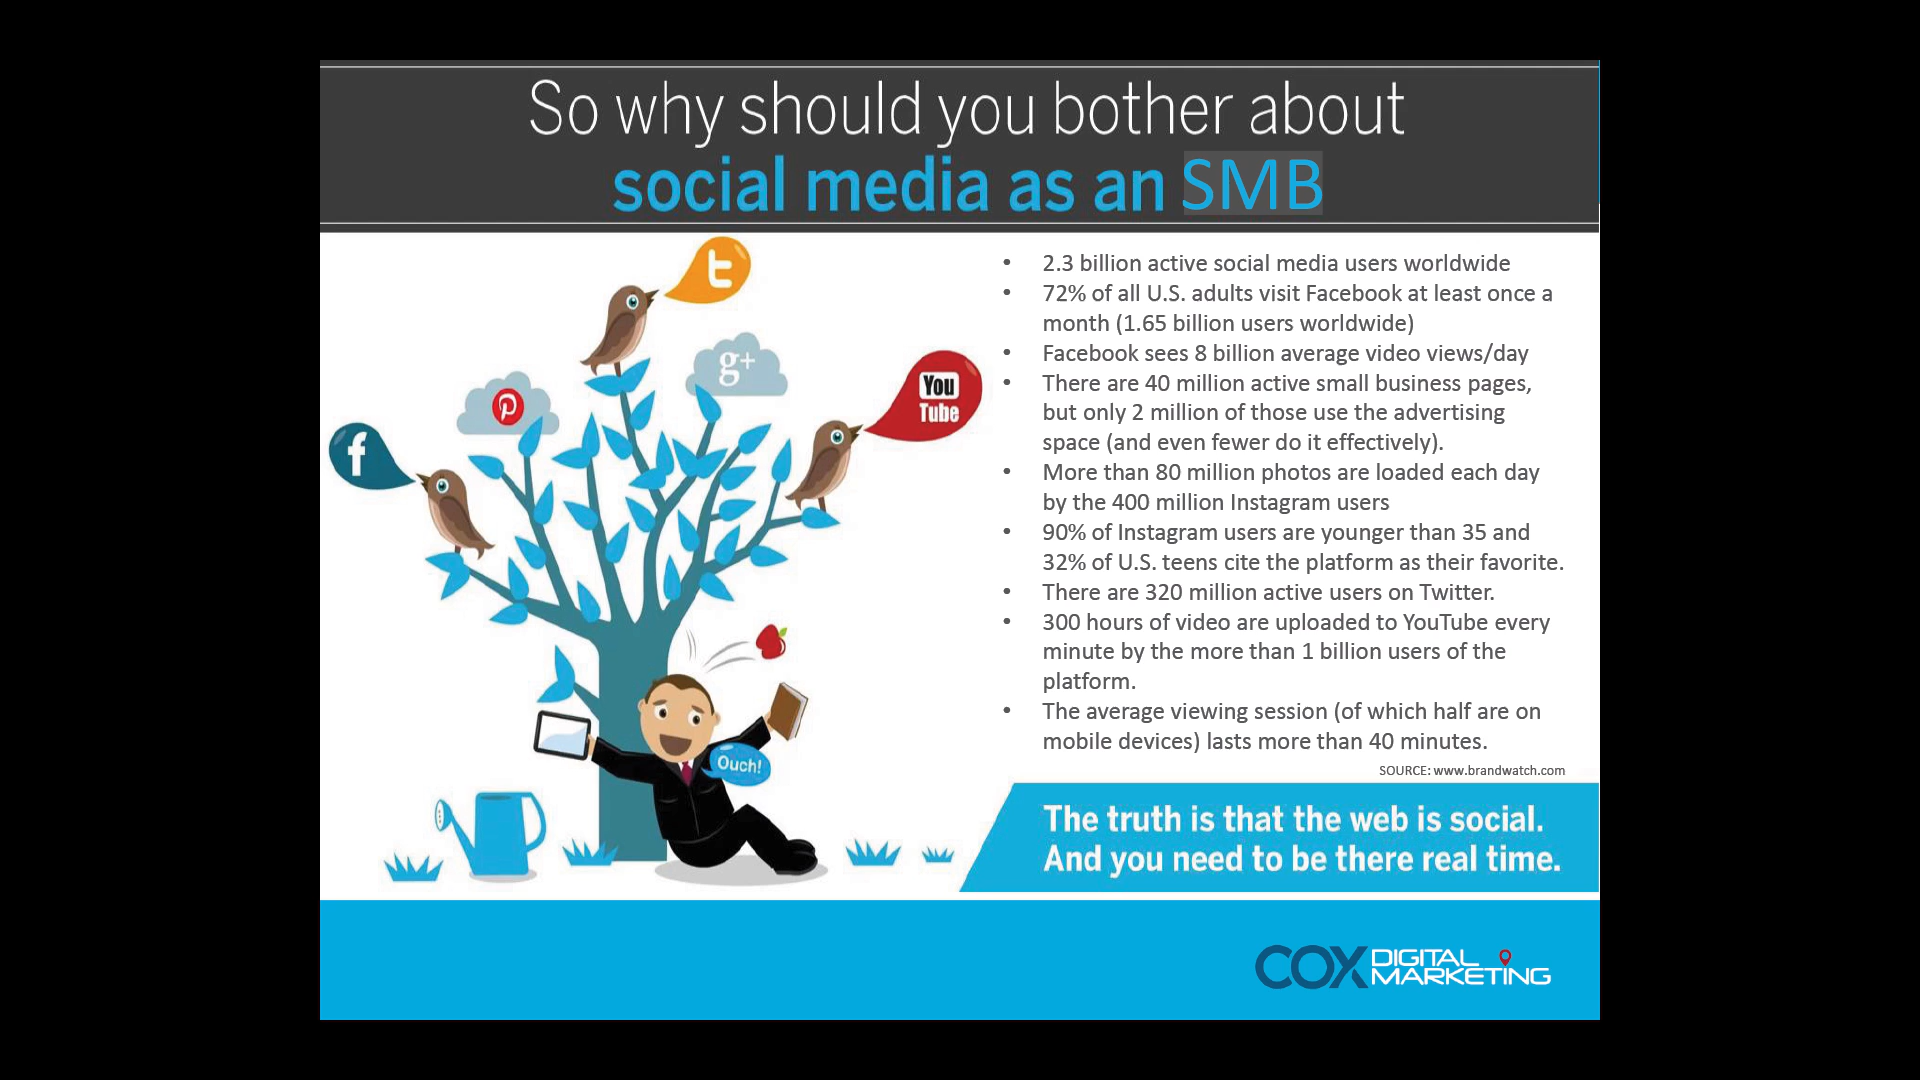 So why should you bother about
social media as an SMB
t
g+
You
Tube
f
Ouch!
• 2.3 billion active social media users worldwide
• 72% of all U.S. adults visit Facebook at least once a
month (1.65 billion users worldwide)
• Facebook sees 8 billion average video views/day
• There are 40 million active small business pages,
but only 2 million of those use the advertising
space (and even fewer do it effectively).
• More than 80 million photos are loaded each day
by the 400 million Instagram users
• 90% of Instagram users are younger than 35 and
32% of U.S. teens cite the platform as their favorite.
• There are 320 million active users on Twitter.
• 300 hours of video are uploaded to YouTube every
minute by the more than 1 billion users of the
platform.
• The average viewing session (of which half are on
mobile devices) lasts more than 40 minutes.
SOURCE: www.brandwatch.com
The truth is that the web is social.
And you need to be there real time.
COX DIGITAL
MARKETING